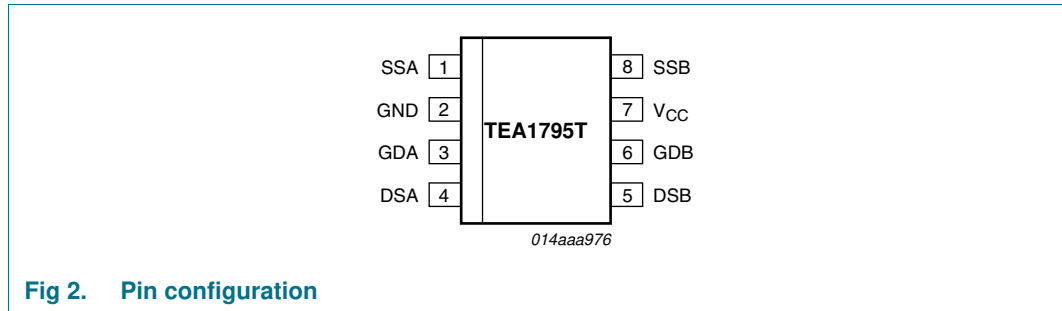 SSA 1
8 SSB
GND 2
7 VCC
TEA1795T
GDA 3
6 GDB
DSA 4
5 DSB
014aaa976
Fig 2. Pin configuration